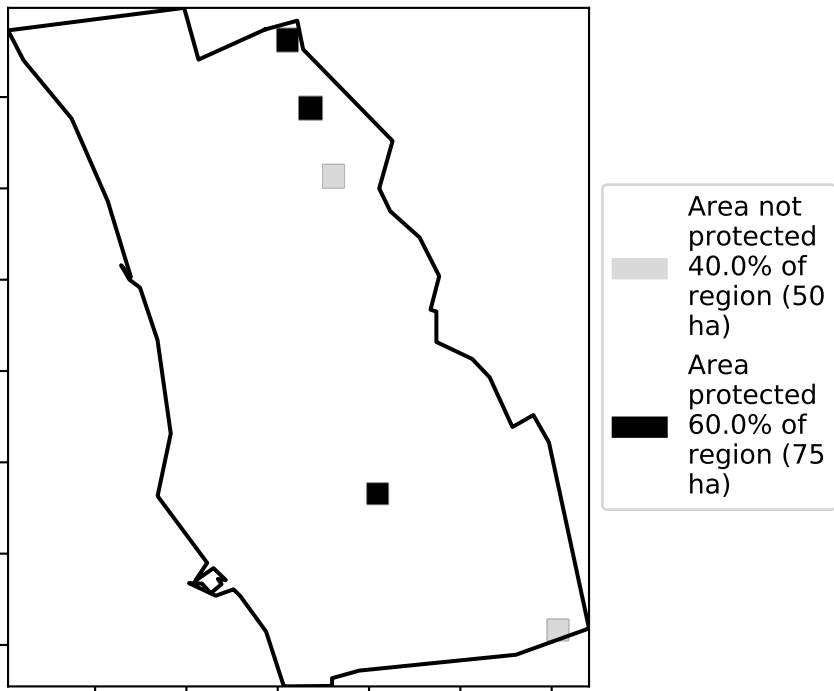 Area not
protected
40.0% of
region (50
ha)
Area
protected
60.0% of
region (75
ha)